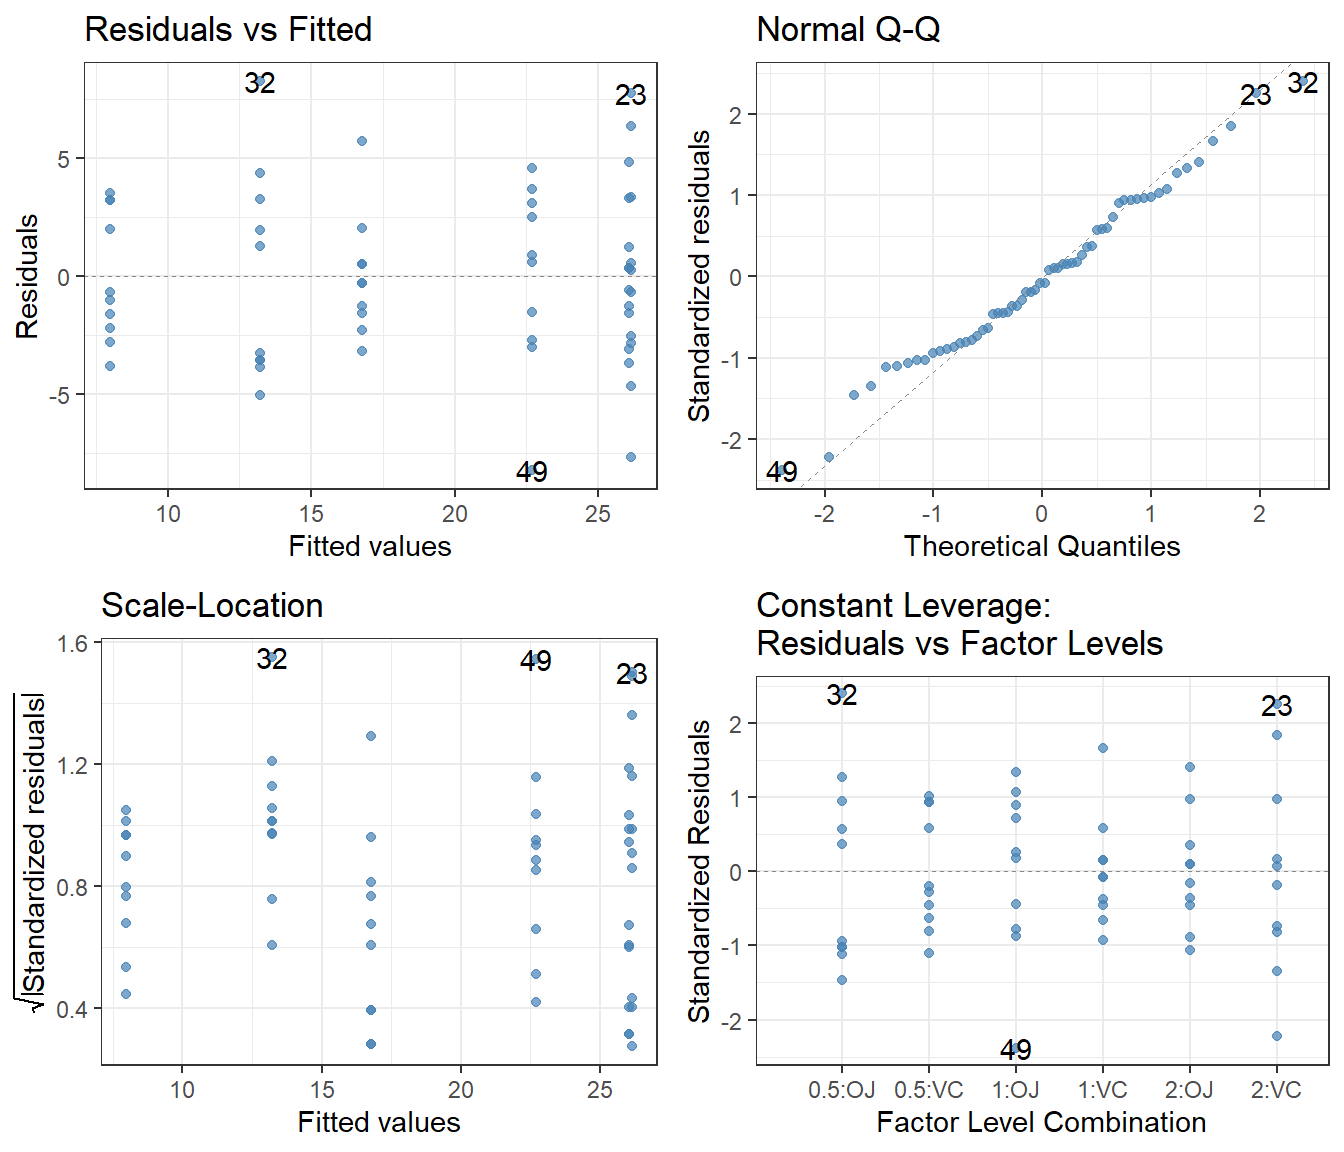 Residuals vs Fitted
32
23
49
5
0
-5
Residuals
10
15
20
25
Fitted values
Normal Q-Q
23
32
49
2
1
0
-1
-2
Standardized residuals
-2
-1
0
1
2
Theoretical Quantiles
Scale-Location
32
49
23
1.6
1.2
0.8
0.4
√|Standardized residuals|
10
15
20
25
Fitted values
Constant Leverage:
Residuals vs Factor Levels
32
23
49
2
1
0
-1
-2
Standardized Residuals
0.5:OJ
0.5:VC
1:OJ
1:VC
2:OJ
2:VC
Factor Level Combination